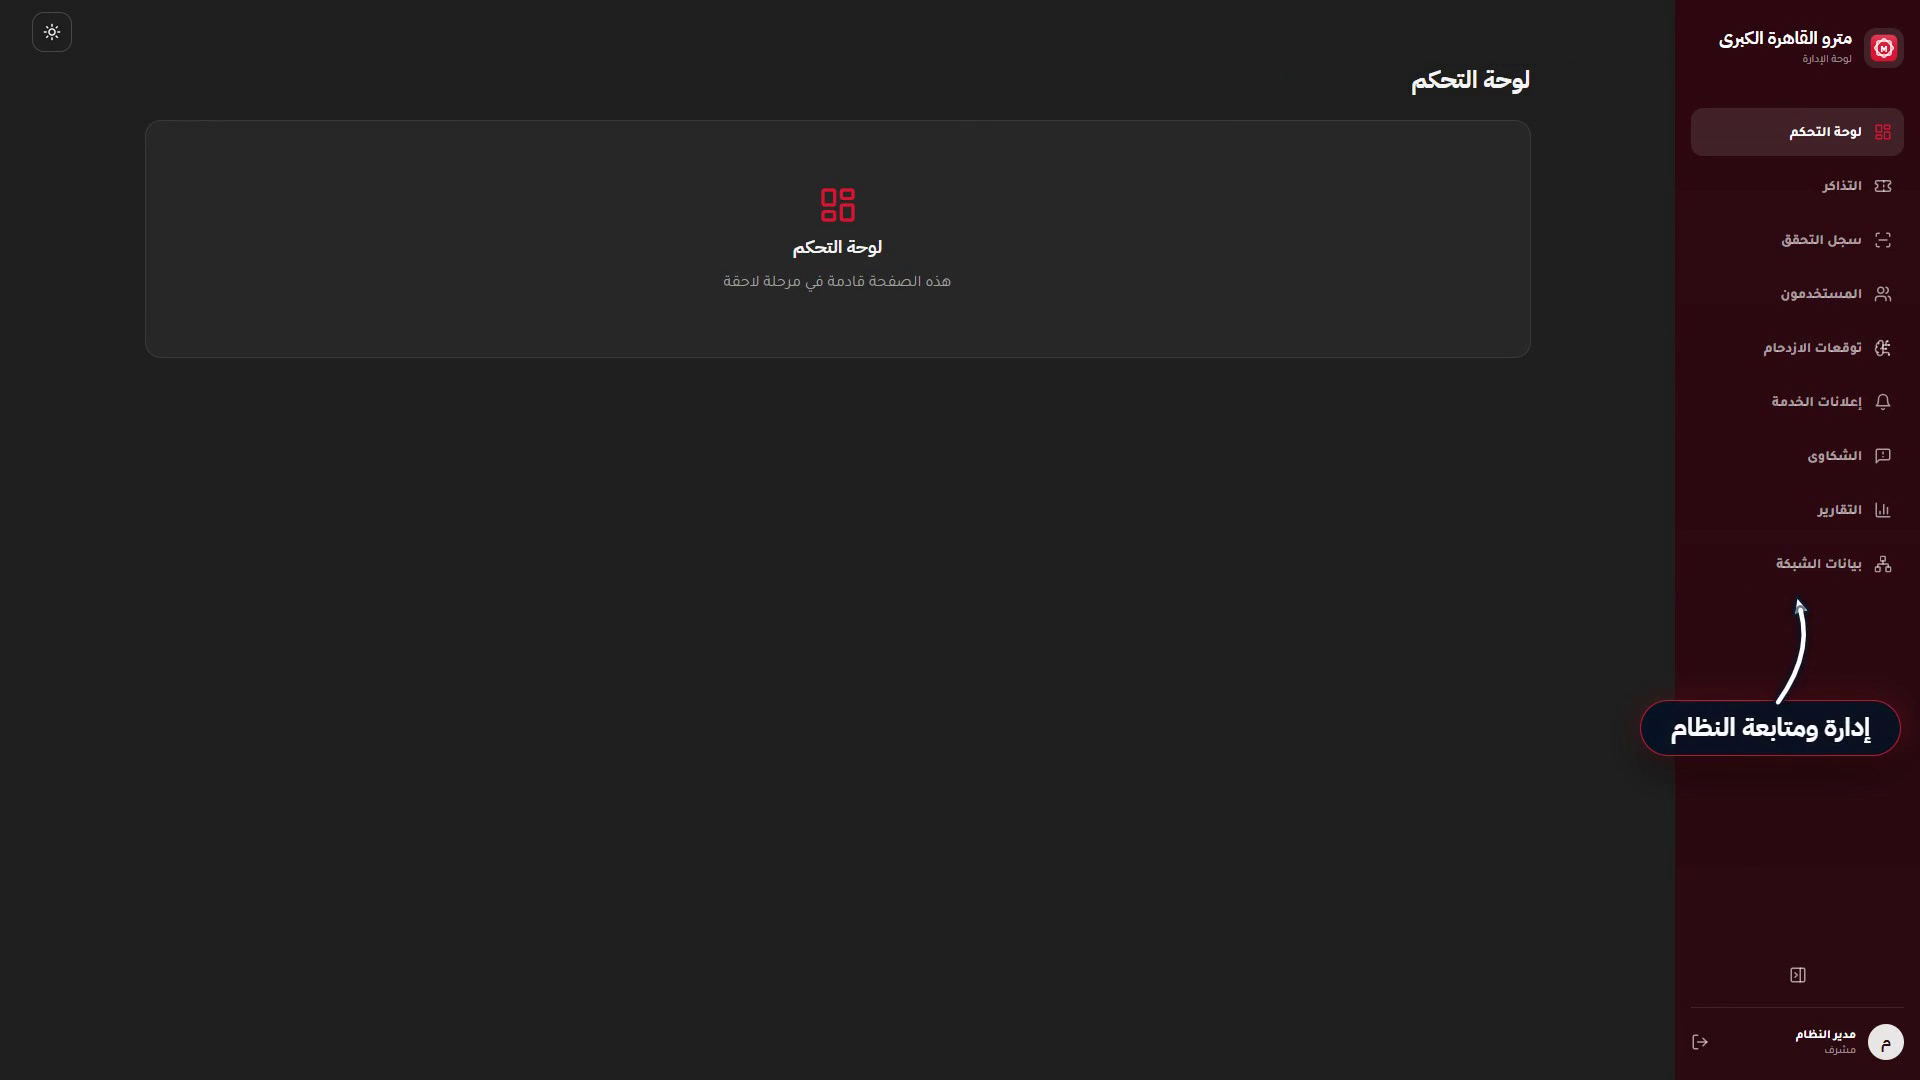 مترو القاهرة الكبرى
لوحة الإدارة
لوحة التحكم
التذاكر
سجل التحقق
المستخدمون
توقعات الازدحام
إعلانات الخدمة
الشكاوى
التقارير
بيانات الشبكة
إدارة ومتابعة النظام
مدير النظام
مشرف
م
لوحة التحكم
لوحة التحكم
هذه الصفحة قادمة في مرحلة لاحقة